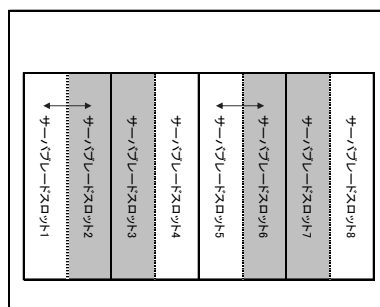 サーバブレードスロット1
サーバブレードスロット2
サーバブレードスロット3
サーバブレードスロット4
サーバブレードスロット5
サーバブレードスロット6
サーバブレードスロット7
サーバブレードスロット8